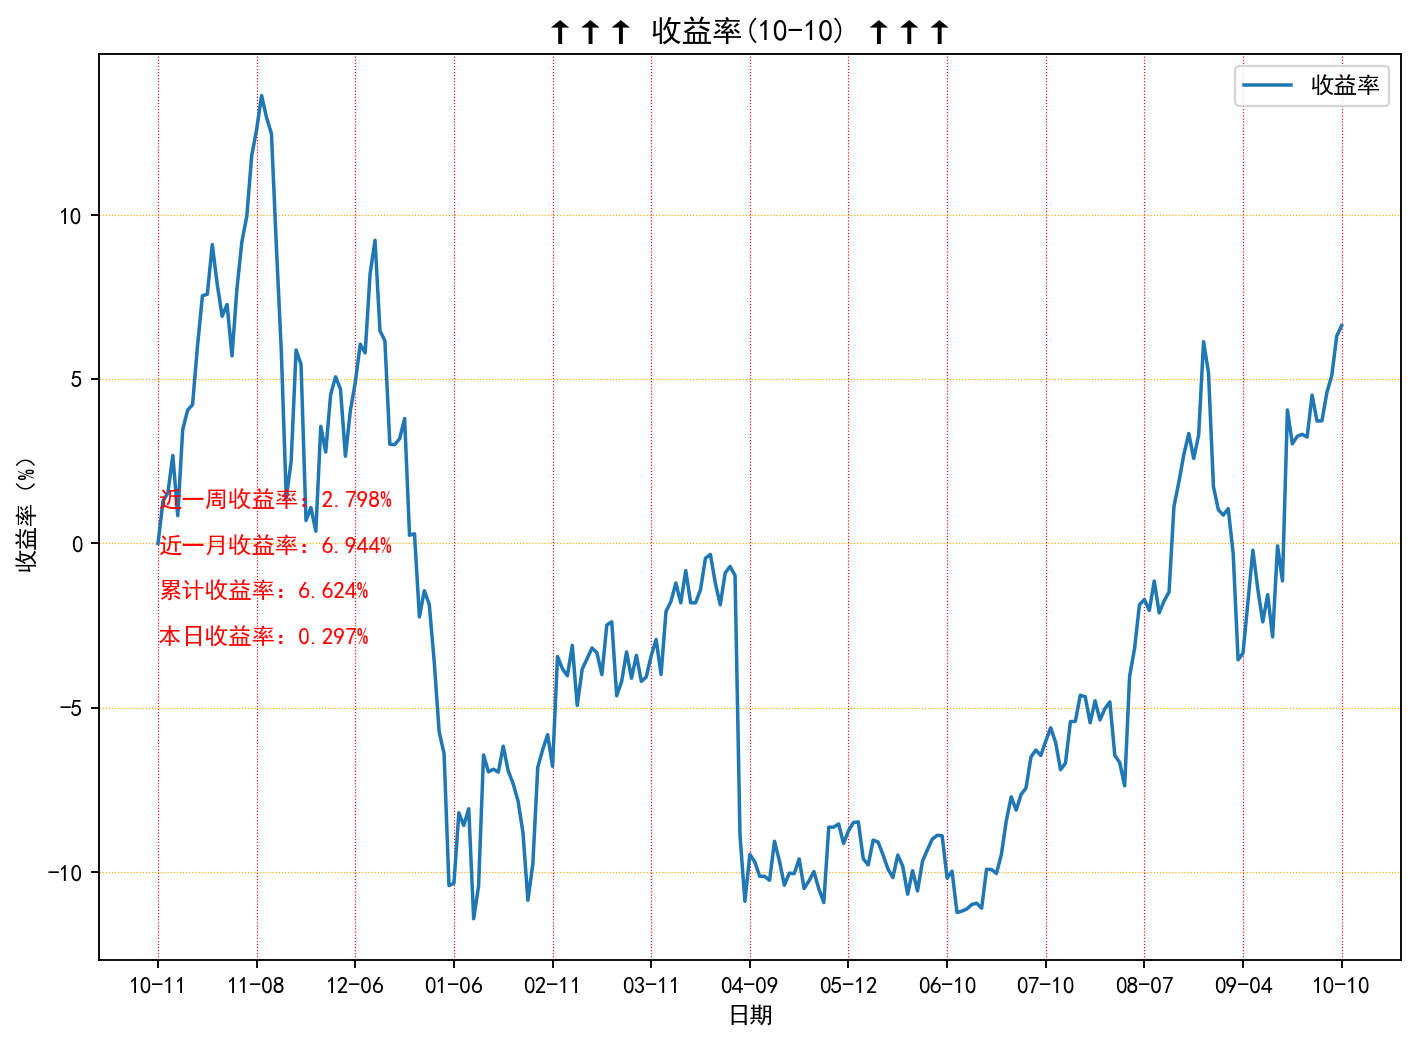 ↑↑↑ 收益率(10-10) ↑↑↑
收益率
10
5
0
-5
-10
收益率 (%)
近一周收益率：2.798%
近一月收益率：6.944%
累计收益率：6.624%
本日收益率：0.297%
10-11 11-08 12-06 01-06 02-11 03-11 04-09 05-12 06-10 07-10 08-07 09-04 10-10
日期